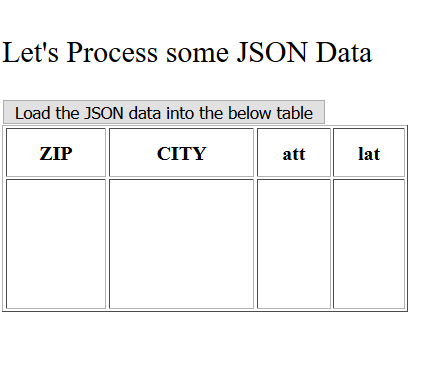 Let's Process some JSON Data
Load the JSON data into the below table
ZIP CITY att lat